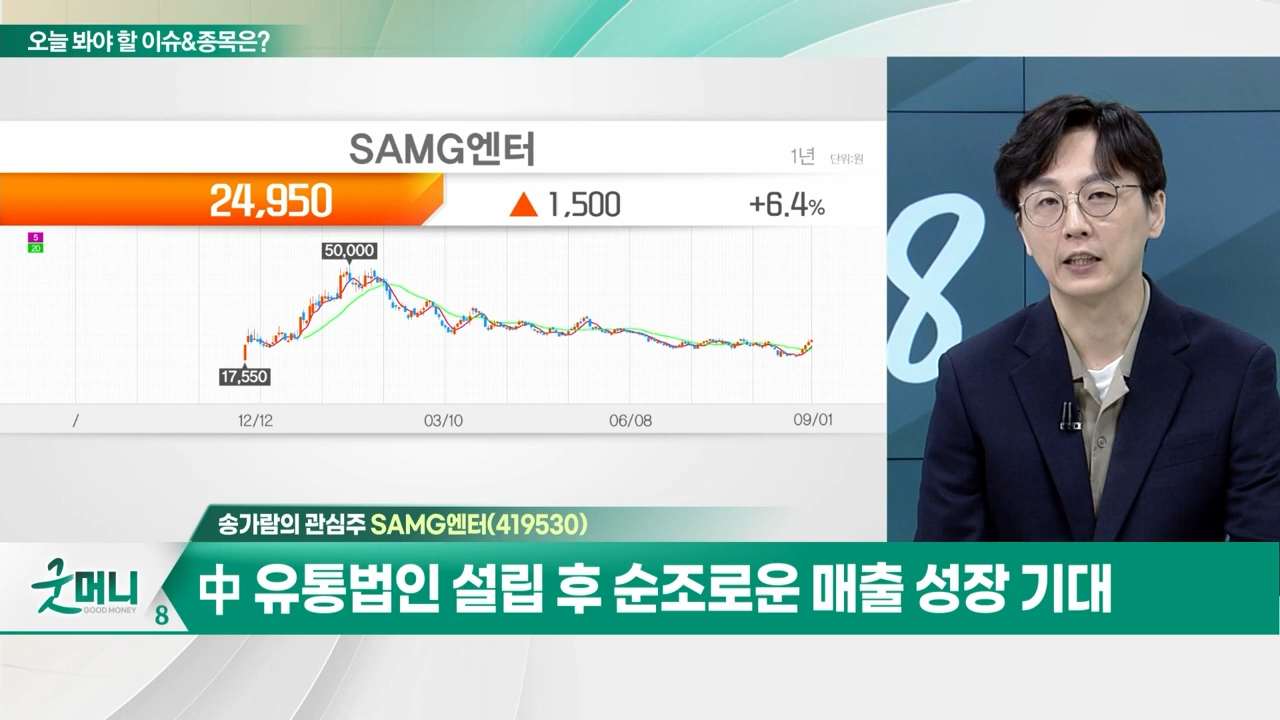 오늘 봐야 할 이슈&종목은?
SAMG엔터
1년 단위:원
24,950 ▲ 1,500 +6.4%
5
20
50,000
17,550
/ 12/12 03/10 06/08 09/01
8
송가람의 관심주 SAMG엔터(419530)
굿머니
GOOD MONEY
8
中 유통법인 설립 후 순조로운 매출 성장 기대